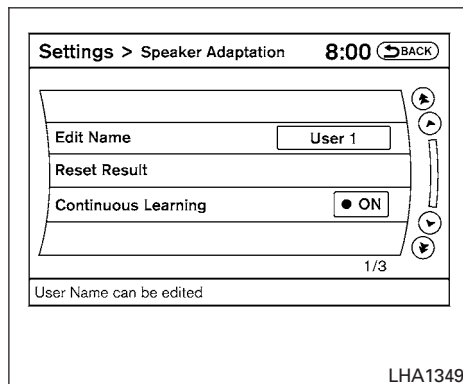 Settings > Speaker Adaptation 8:00 BACK
Edit Name User 1
Reset Result
Continuous Learning ● ON
1/3
User Name can be edited
LHA1349